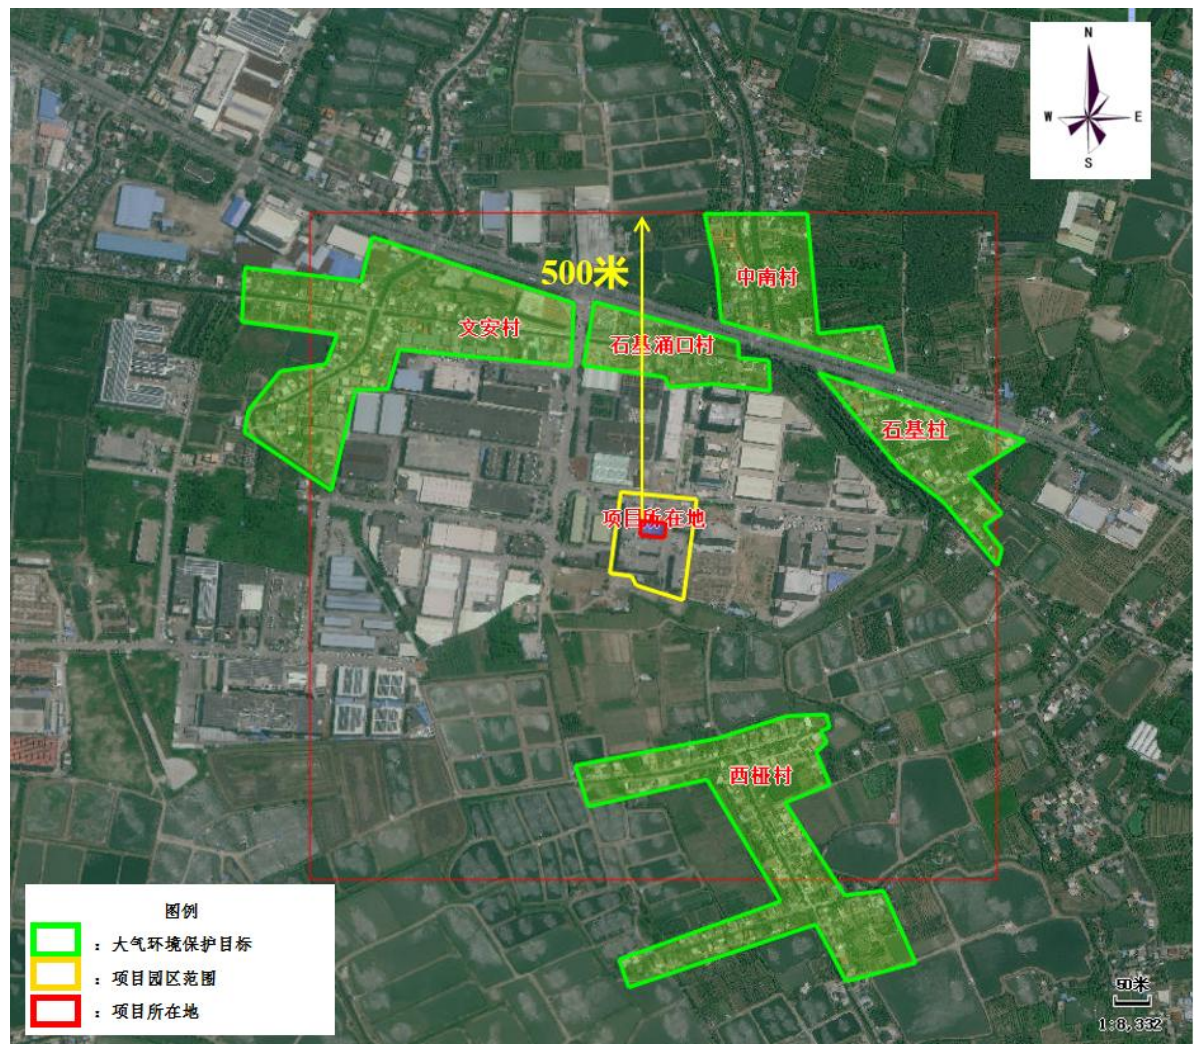 N
W E
S
500米
中南村
文安村
石基涌口村
石基村
项目所在地
西桠村
图例
：大气环境保护目标
：项目园区范围
：项目所在地
50米
1:8,332